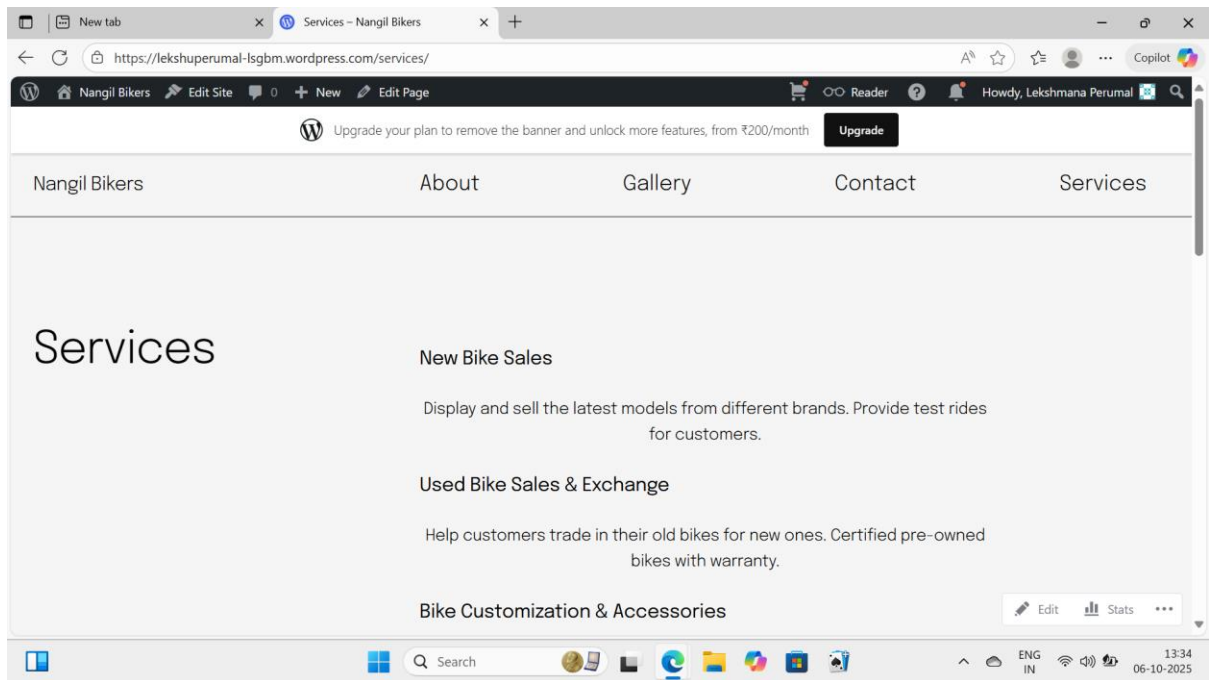 New tab
Services – Nangil Bikers
https://lekshuperumal-lsgbm.wordpress.com/services/
Copilot
Nangil Bikers Edit Site 0 New Edit Page Reader Howdy, Lekshmana Perumal
Upgrade your plan to remove the banner and unlock more features, from ₹200/month Upgrade
Nangil Bikers About Gallery Contact Services
Services
New Bike Sales
Display and sell the latest models from different brands. Provide test rides
for customers.
Used Bike Sales & Exchange
Help customers trade in their old bikes for new ones. Certified pre-owned
bikes with warranty.
Bike Customization & Accessories
Edit Stats
Search
ENG
IN
13:34
06-10-2025